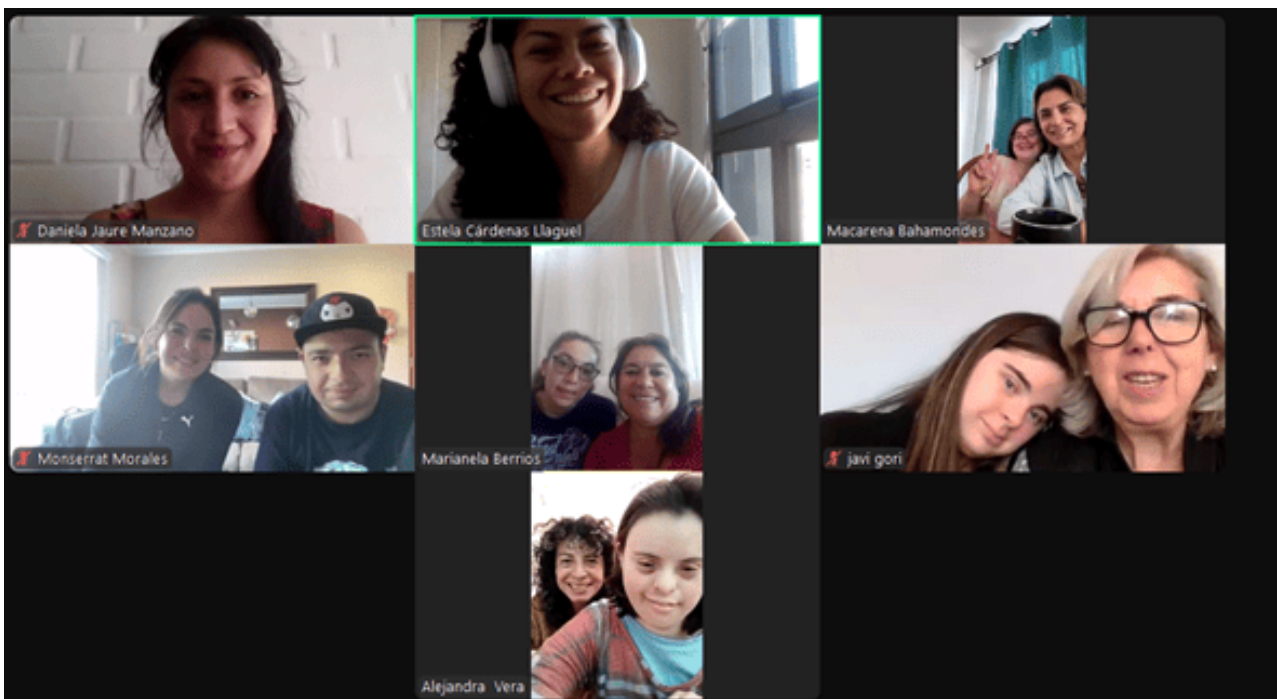 Daniela Jaure Manzano
Estela Cárdenas Llaguel
Macarena Bahamondes
Monserrat Morales
Marianela Berrios
javi gori
Alejandra Vera